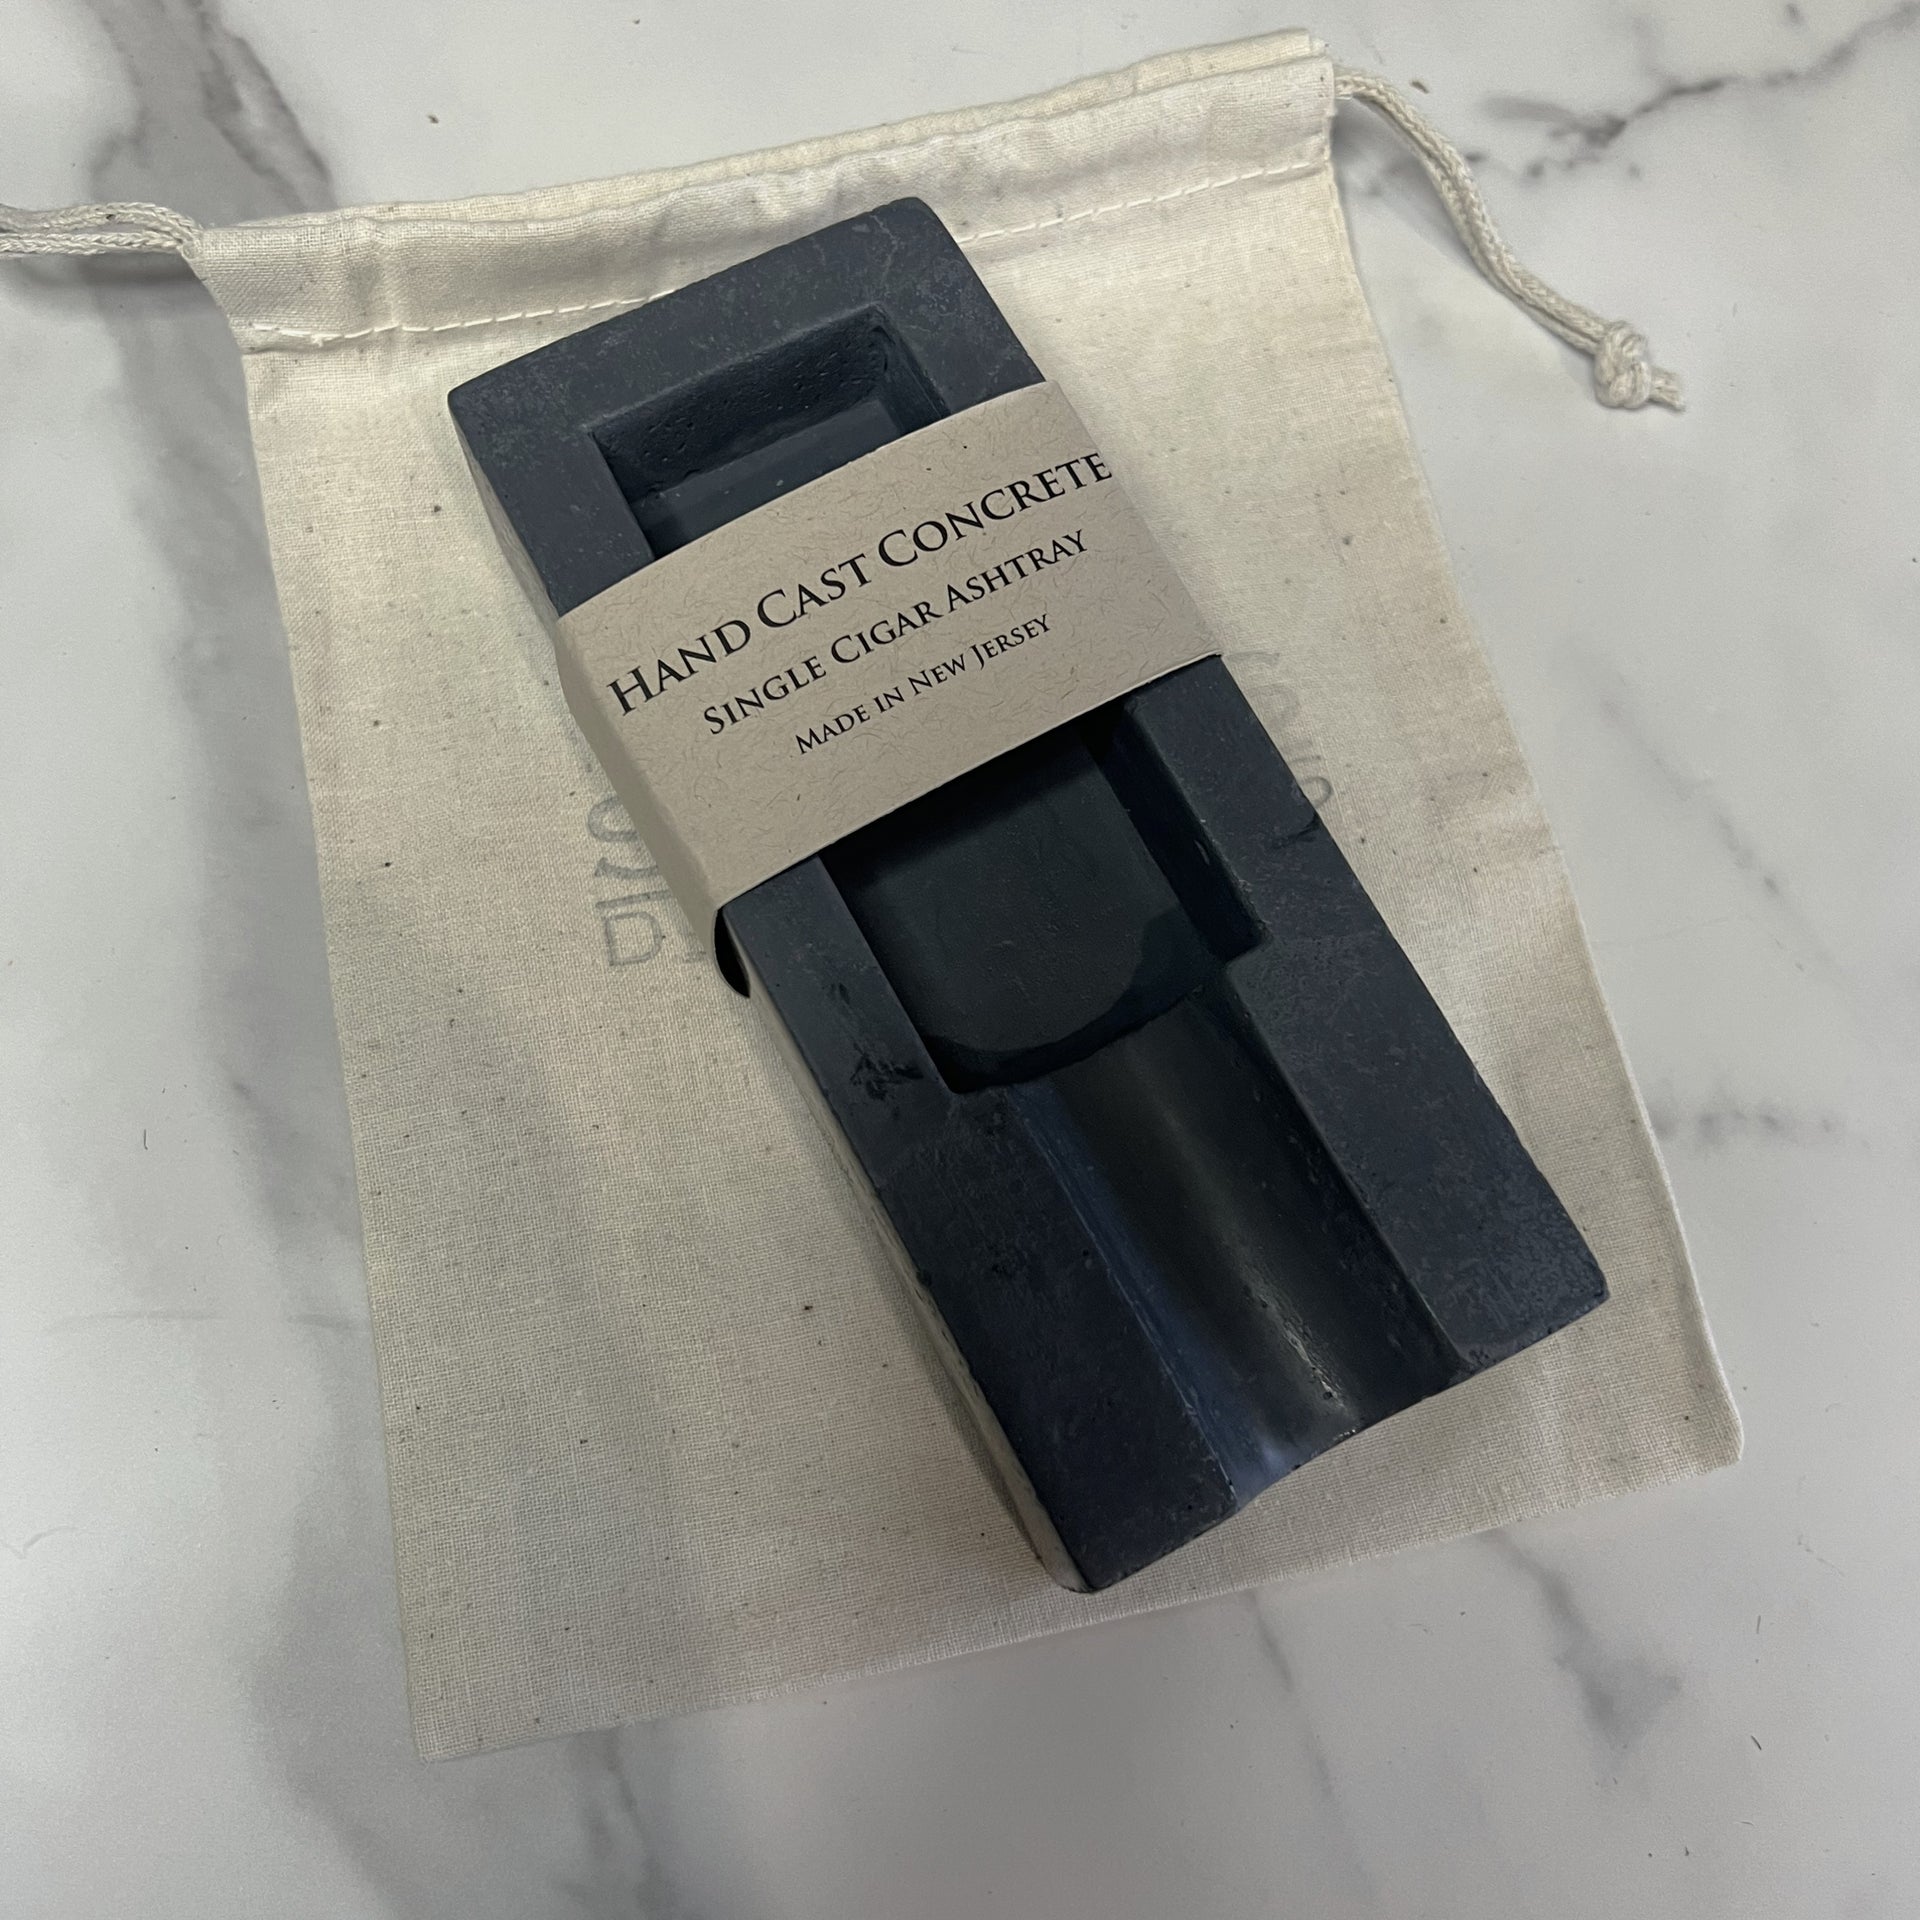 HAND CAST CONCRETE
SINGLE CIGAR ASHTRAY
MADE IN NEW JERSEY